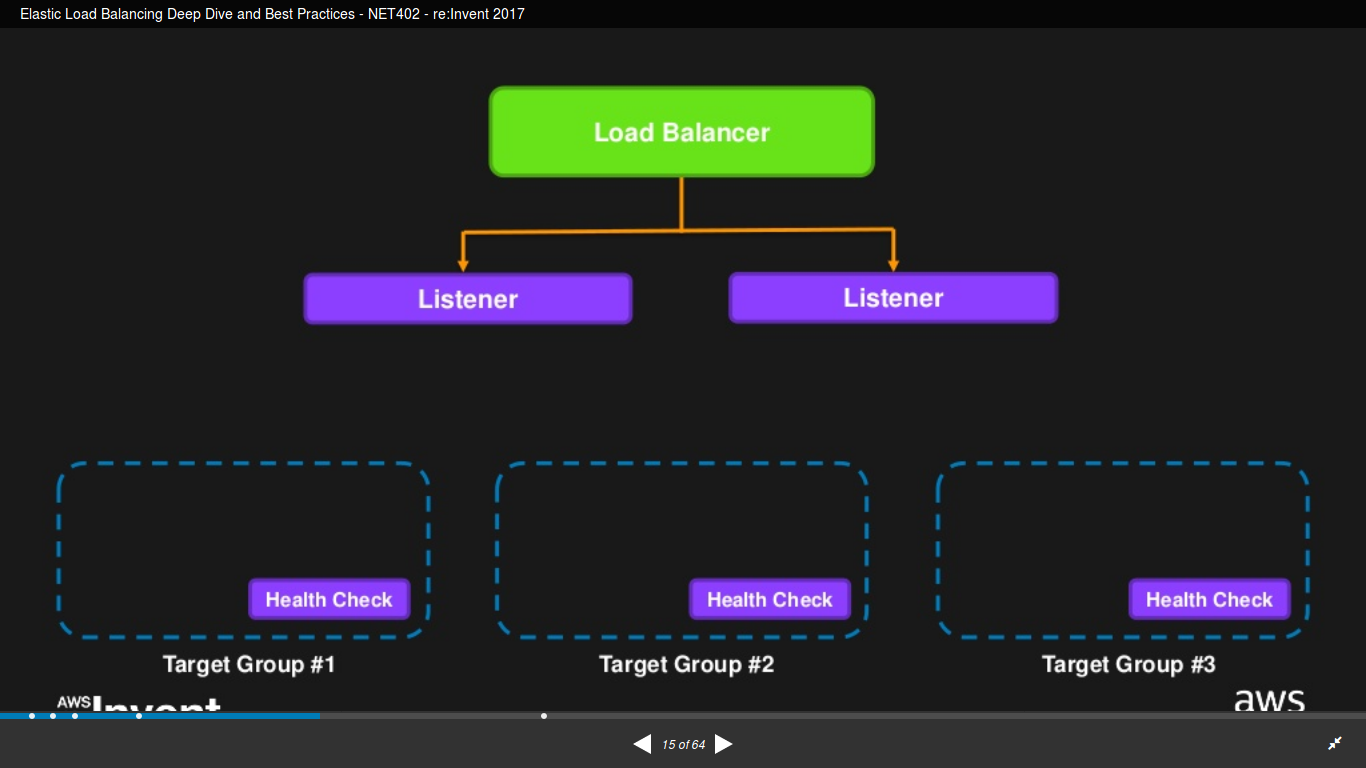 Elastic Load Balancing Deep Dive and Best Practices - NET402 - re:Invent 2017
Load Balancer
Listener Listener
Health Check Health Check Health Check
Target Group #1 Target Group #2 Target Group #3
AWS Invent aws
15 of 64